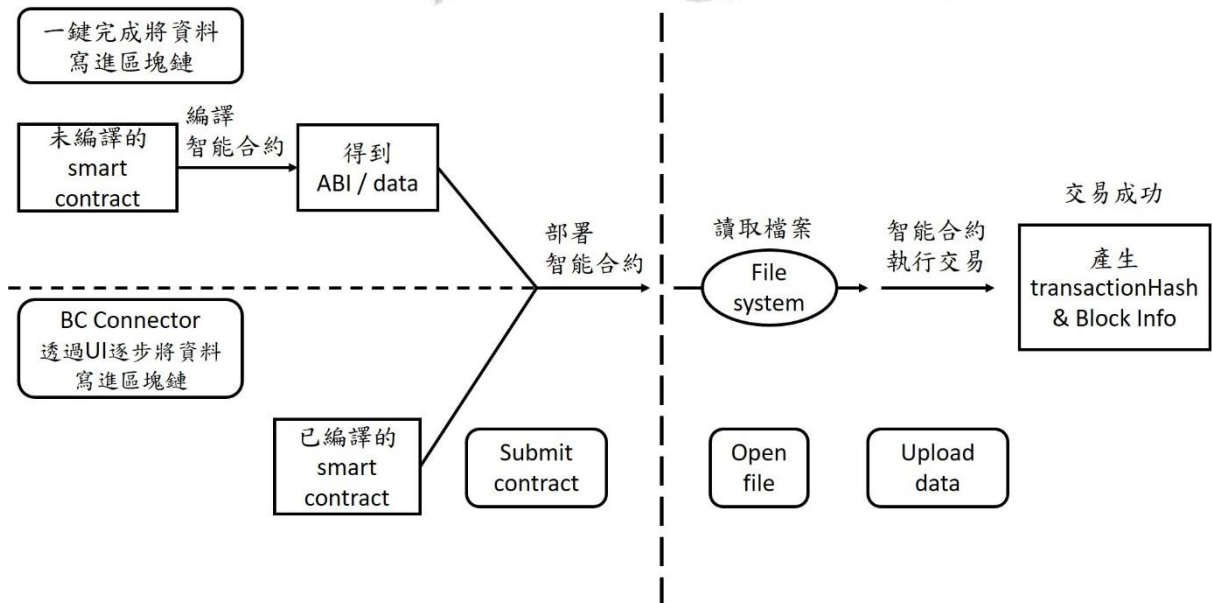 一鍵完成將資料
寫進區塊鏈
未編譯的
smart
contract
編譯
智能合約
得到
ABI / data
部署
智能合約
讀取檔案
File
system
智能合約
執行交易
交易成功
產生
transactionHash
& Block Info
BC Connector
透過UI逐步將資料
寫進區塊鏈
已編譯的
smart
contract
Submit
contract
Open
file
Upload
data